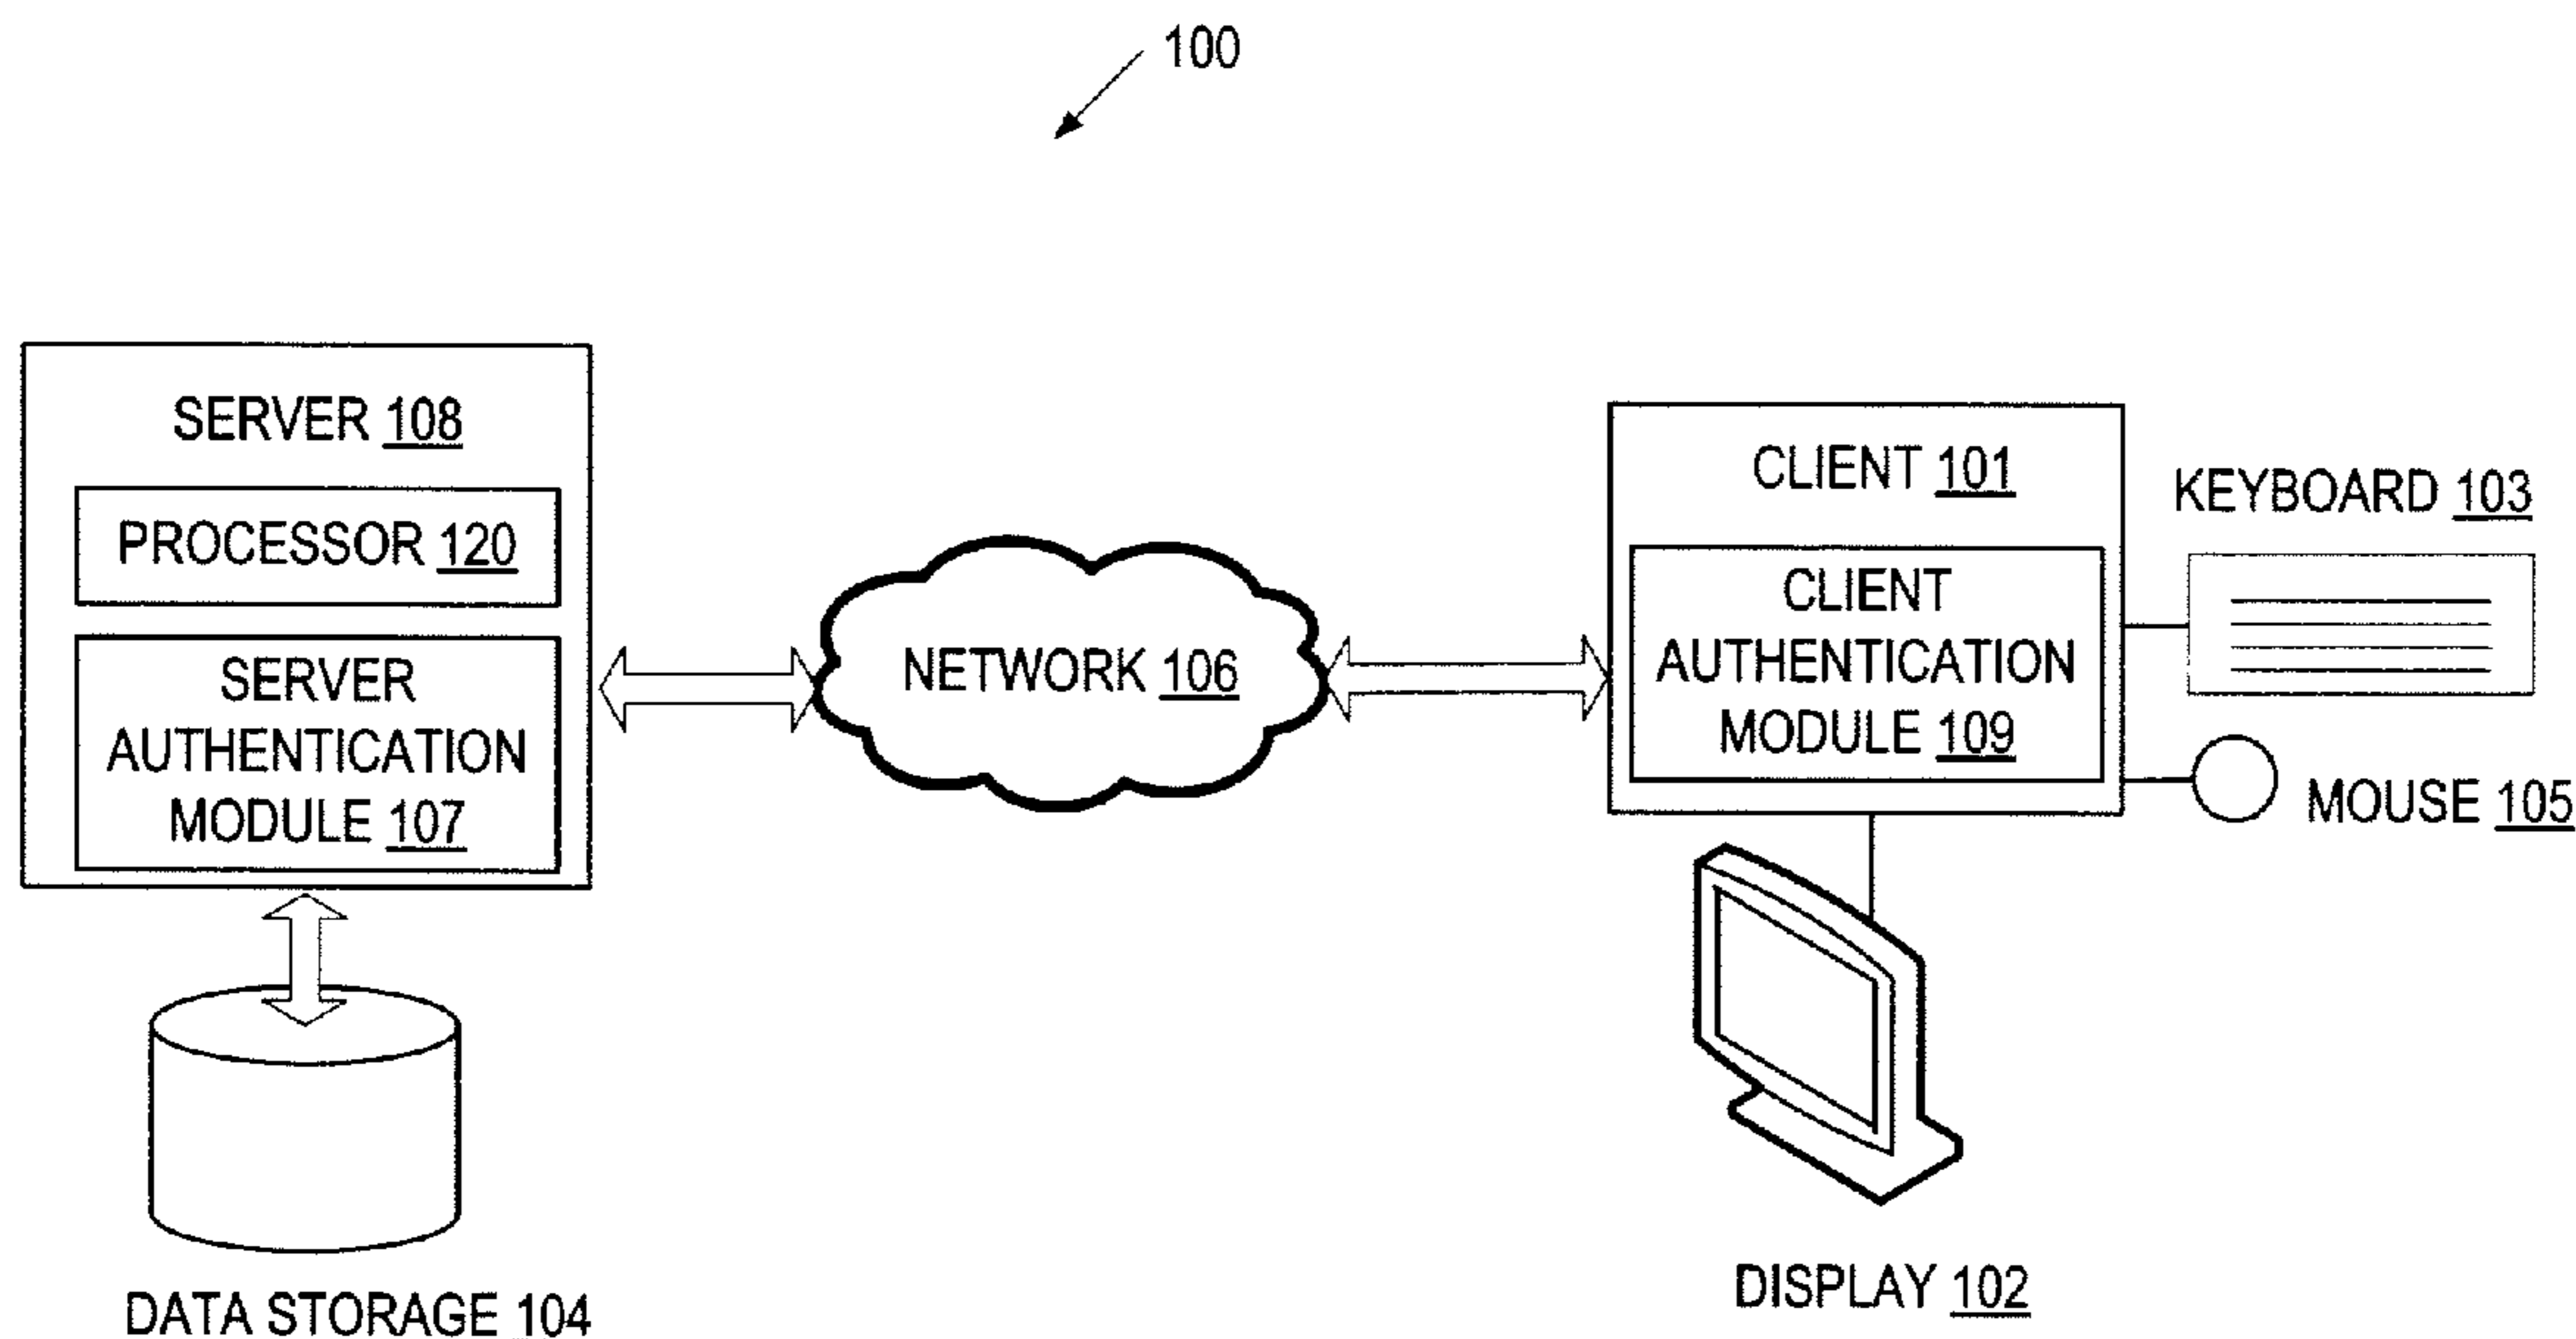 100
SERVER 108
PROCESSOR 120
SERVER
AUTHENTICATION
MODULE 107
NETWORK 106
CLIENT 101
CLIENT
AUTHENTICATION
MODULE 109
KEYBOARD 103
MOUSE 105
DATA STORAGE 104
DISPLAY 102